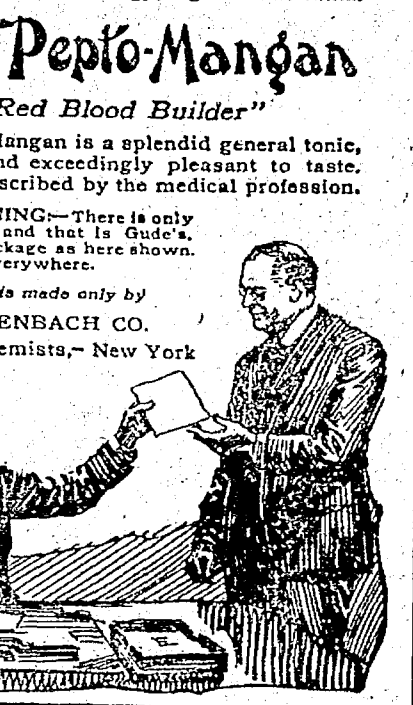 Pepto-Mangan
Red Blood Builder"
angan is a splendid general tonic,
nd exceedingly pleasant to taste.
scribed by the medical profession.
ING:—There is only
and that is Gude's,
ckage as here shown.
erywhere.
is made only by
ENBACH CO.
emists,– New York